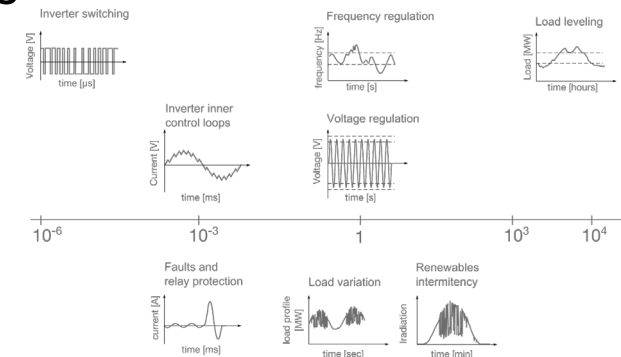 Inverter switching
Voltage [V]
time [µs]
Frequency regulation
frequency [Hz]
time [s]
Load leveling
Load [MW]
time [hours]
Inverter inner
control loops
Current [V]
time [ms]
Voltage regulation
Voltage [V]
time [s]
10-6
10-3
1
10³
10⁴
Faults and
relay protection
current [A]
time [ms]
Load variation
load profile
[MW]
time [sec]
Renewables
intermitency
Irradiation
time [min]